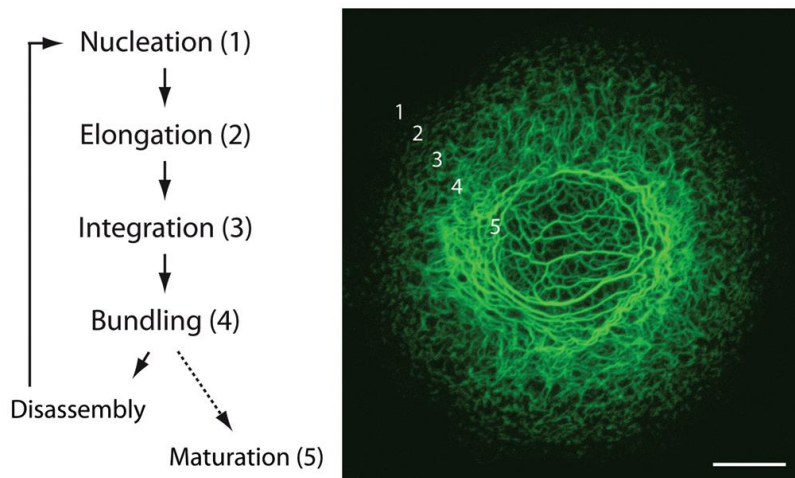 Nucleation (1)
Elongation (2)
Integration (3)
Bundling (4)
Disassembly
Maturation (5)
1
2
3
4
5